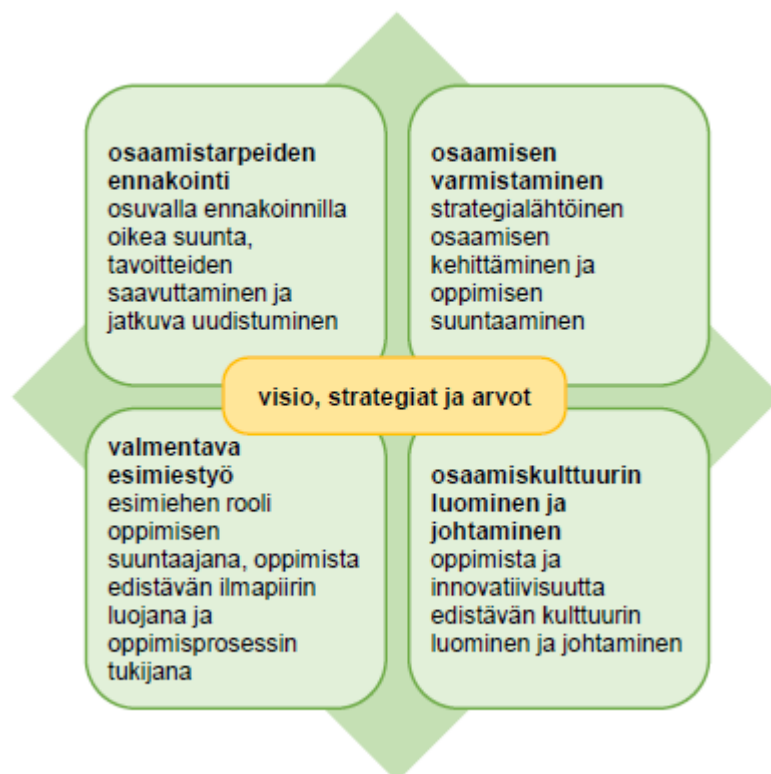 osaamistarpeiden
ennakointi
osuvalla ennakoinnilla
oikea suunta,
tavoitteiden
saavuttaminen ja
jatkuva uudistuminen
osaamisen
varmistaminen
strategialähtöinen
osaamisen
kehittäminen ja
oppimisen
suuntaaminen
visio, strategiat ja arvot
valmentava
esimiestyö
esimiehen rooli
oppimisen
suuntaajana, oppimista
edistävän ilmapiirin
luojana ja
oppimisprosessin
tukijana
osaamiskulttuurin
luominen ja
johtaminen
oppimista ja
innovatiivisuutta
edistävän kulttuurin
luominen ja johtaminen